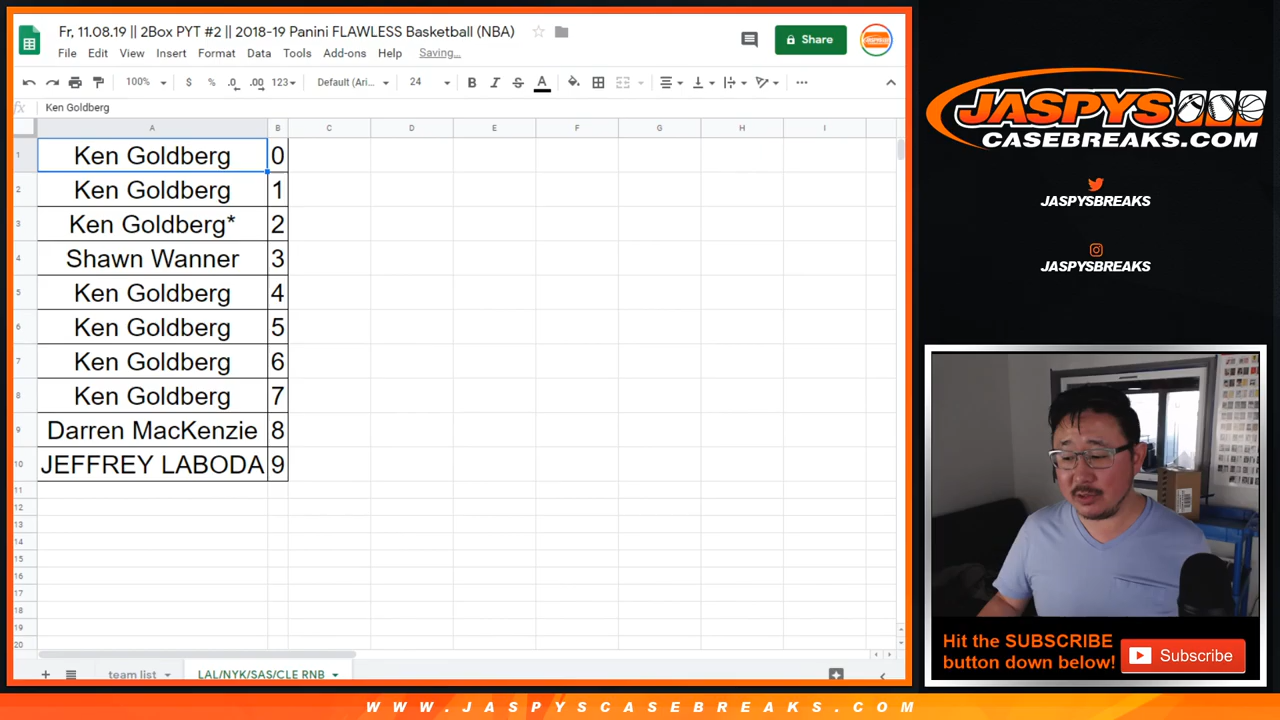 Fr, 11.08.19 || 2Box PYT #2 || 2018-19 Panini FLAWLESS Basketball (NBA)
File Edit View Insert Format Data Tools Add-ons Help Saving...
Share
100% $ % .0 .00 123 Default (Ari... 24 B I S A
fx Ken Goldberg
A B C D E F G H I
1 Ken Goldberg 0
2 Ken Goldberg 1
3 Ken Goldberg* 2
4 Shawn Wanner 3
5 Ken Goldberg 4
6 Ken Goldberg 5
7 Ken Goldberg 6
8 Ken Goldberg 7
9 Darren MacKenzie 8
10 JEFFREY LABODA 9
11
12
13
14
15
16
17
18
19
20
team list LAL/NYK/SAS/CLE RNB
JASPYS
CASEBREAKS.COM
JASPYSBREAKS
JASPYSBREAKS
Hit the SUBSCRIBE
button down below!
Subscribe
WWW.JASPYSCASEBREAKS.COM